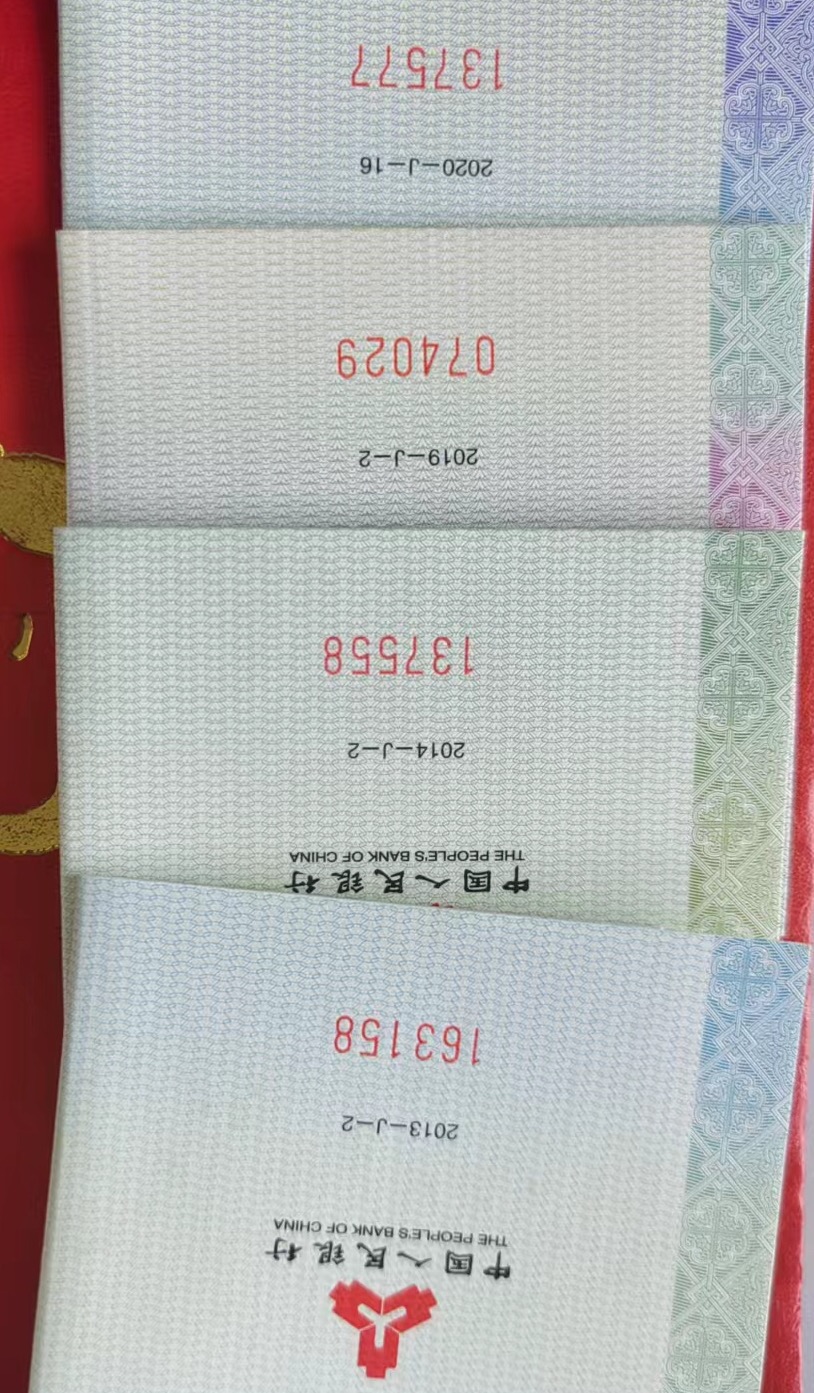 中国人民银行
THE PEOPLE'S BANK OF CHINA
2013—J—2
163158
中国人民银行
THE PEOPLE'S BANK OF CHINA
2014—J—2
137558
2019—J—2
074029
2020—J—16
137577